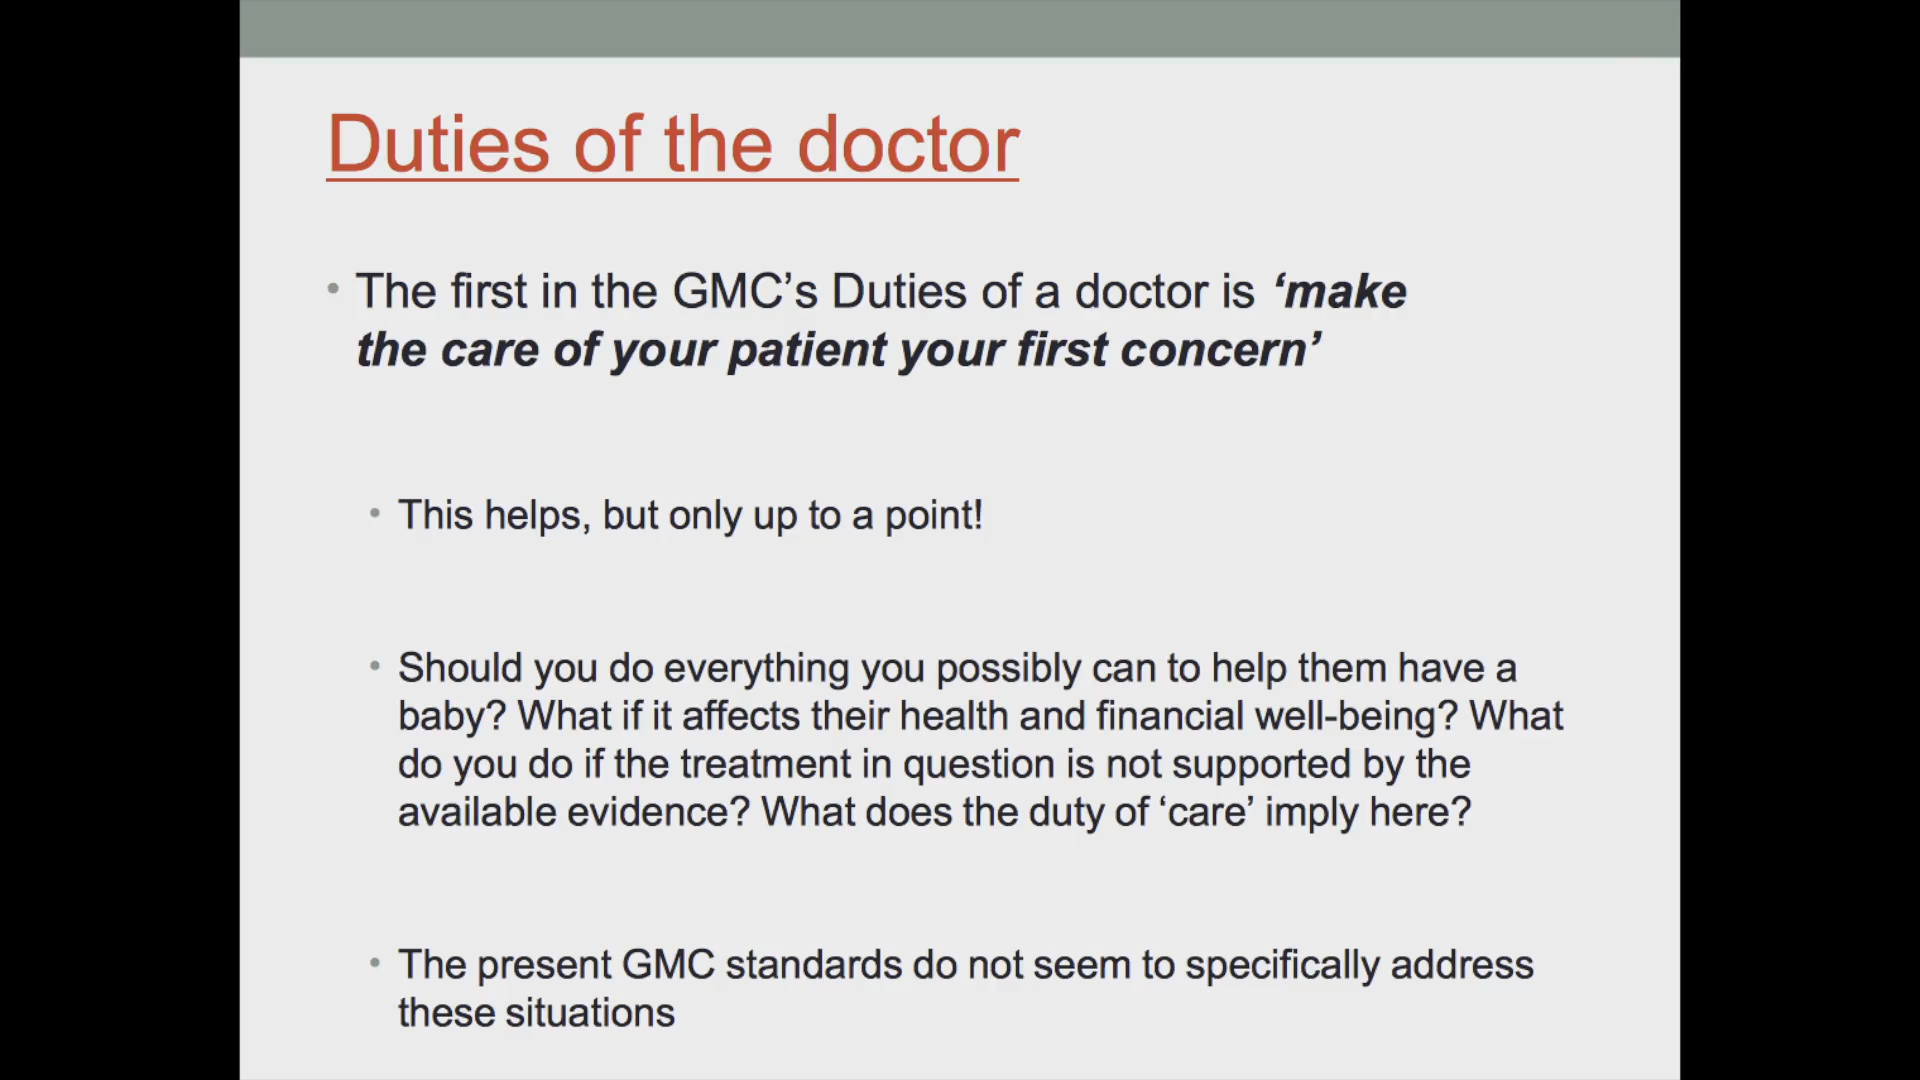 Duties of the doctor
• The first in the GMC’s Duties of a doctor is ‘make
the care of your patient your first concern’
• This helps, but only up to a point!
• Should you do everything you possibly can to help them have a
baby? What if it affects their health and financial well-being? What
do you do if the treatment in question is not supported by the
available evidence? What does the duty of ‘care’ imply here?
• The present GMC standards do not seem to specifically address
these situations